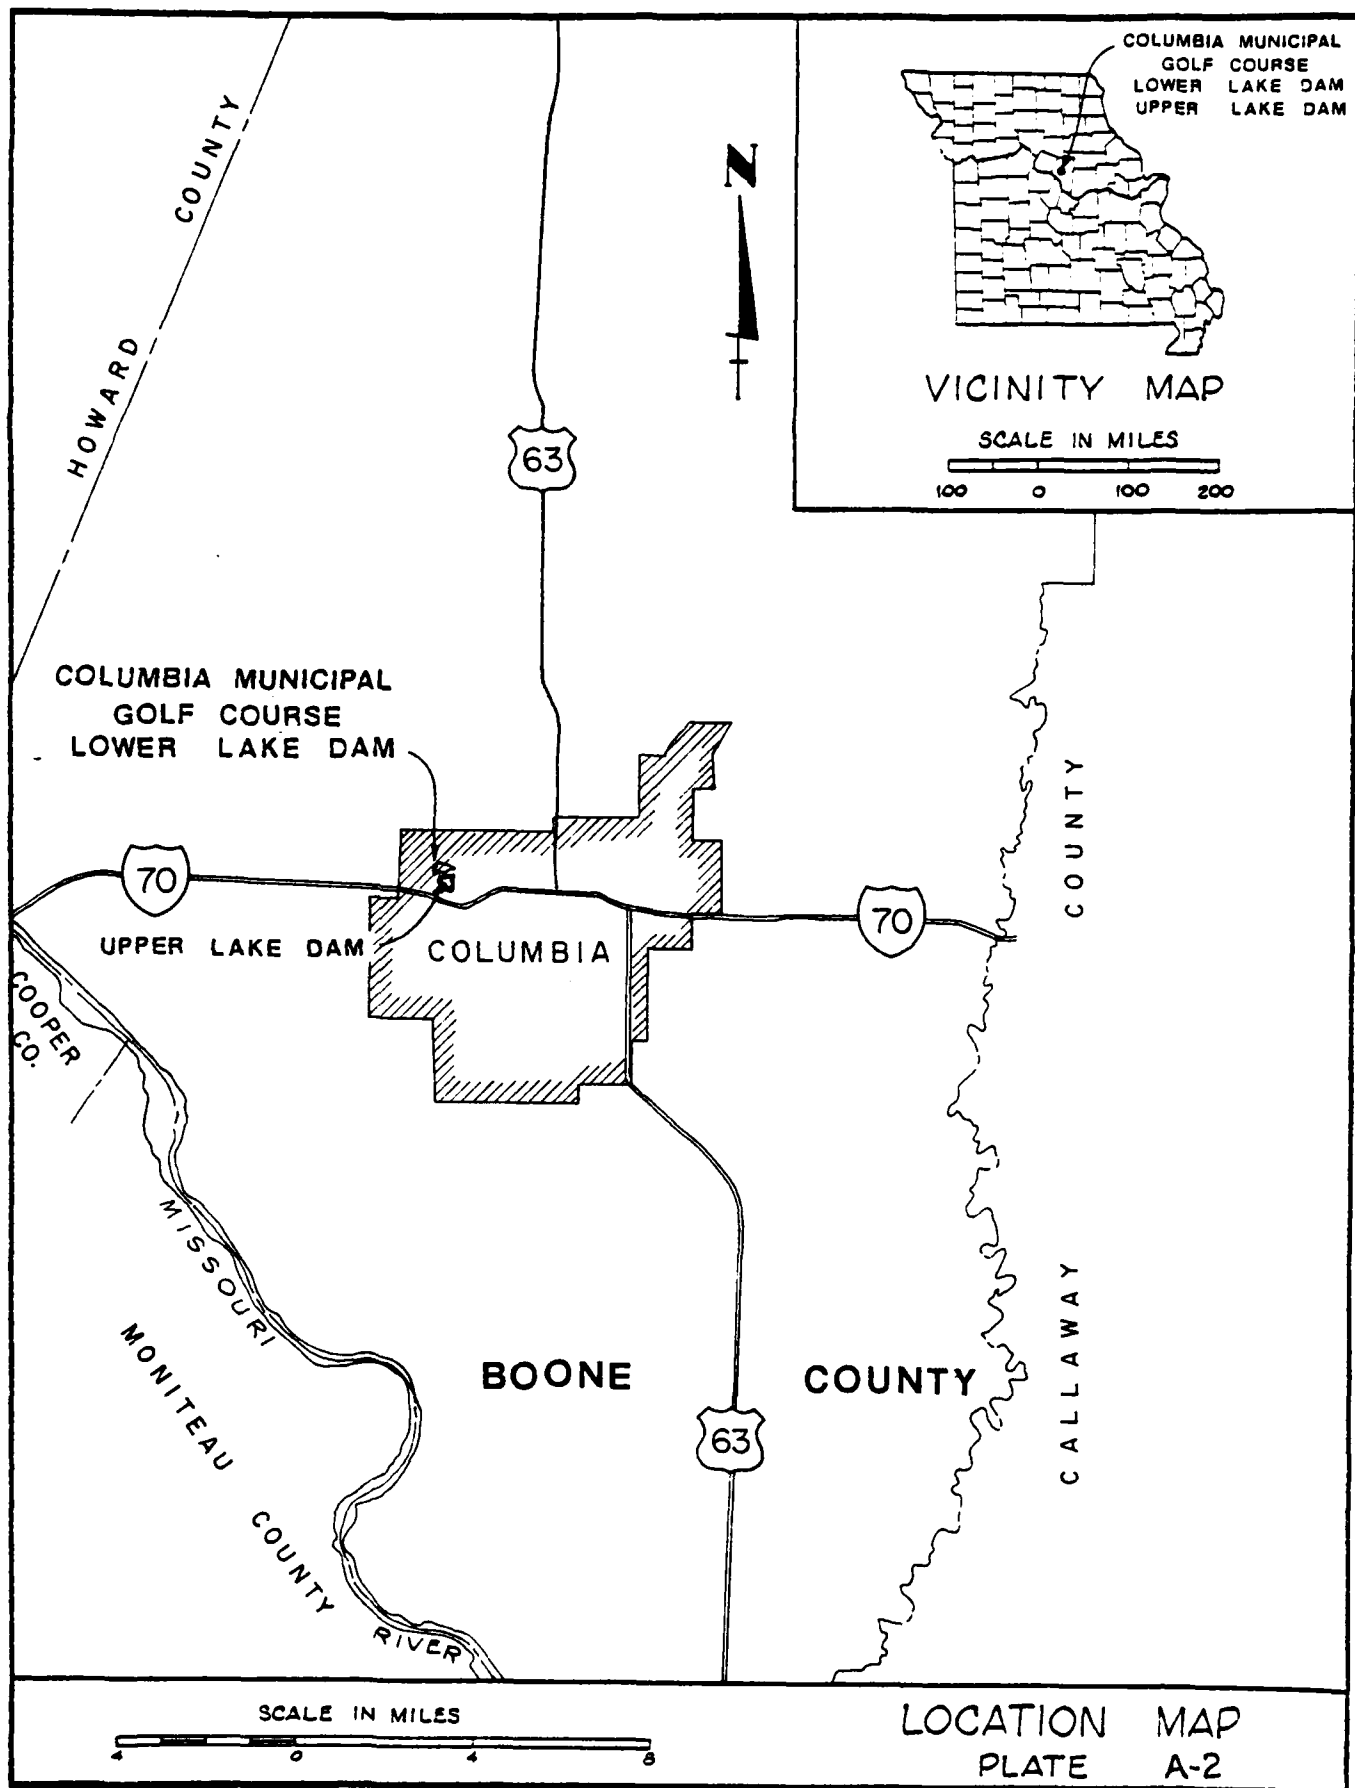 COLUMBIA MUNICIPAL
GOLF COURSE
LOWER LAKE DAM
UPPER LAKE DAM
VICINITY MAP
SCALE IN MILES
100 0 100 200
N
HOWARD COUNTY
63
COLUMBIA MUNICIPAL
GOLF COURSE
LOWER LAKE DAM
70
UPPER LAKE DAM
COLUMBIA
70
COOPER
CO.
CALLAWAY COUNTY
MISSOURI RIVER
MONITEAU COUNTY
BOONE COUNTY
63
SCALE IN MILES
4 0 4 8
LOCATION MAP
PLATE A-2